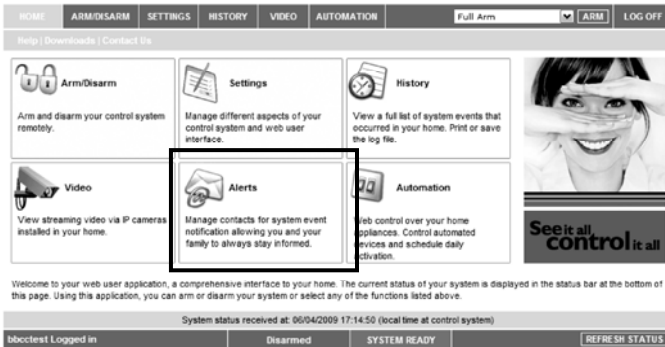 HOME ARM/DISARM SETTINGS HISTORY VIDEO AUTOMATION Full Arm ARM LOG OFF
Help | Downloads | Contact Us
Arm/Disarm
Arm and disarm your control system
remotely.
Settings
Manage different aspects of your
control system and web user
interface.
History
View a full list of system events that
occurred in your home. Print or save
the log file.
Video
View streaming video via IP cameras
installed in your home.
Alerts
Manage contacts for system event
notification allowing you and your
family to always stay informed.
Automation
Web control over your home
appliances. Control automated
devices and schedule daily
activation.
See it all,
control it all
Welcome to your web user application, a comprehensive interface to your home. The current status of your system is displayed in the status bar at the bottom of
this page. Using this application, you can arm or disarm your system or select any of the functions listed above.
System status received at: 06/04/2009 17:14:50 (local time at control system)
bbcctest Logged in Disarmed SYSTEM READY REFRESH STATUS